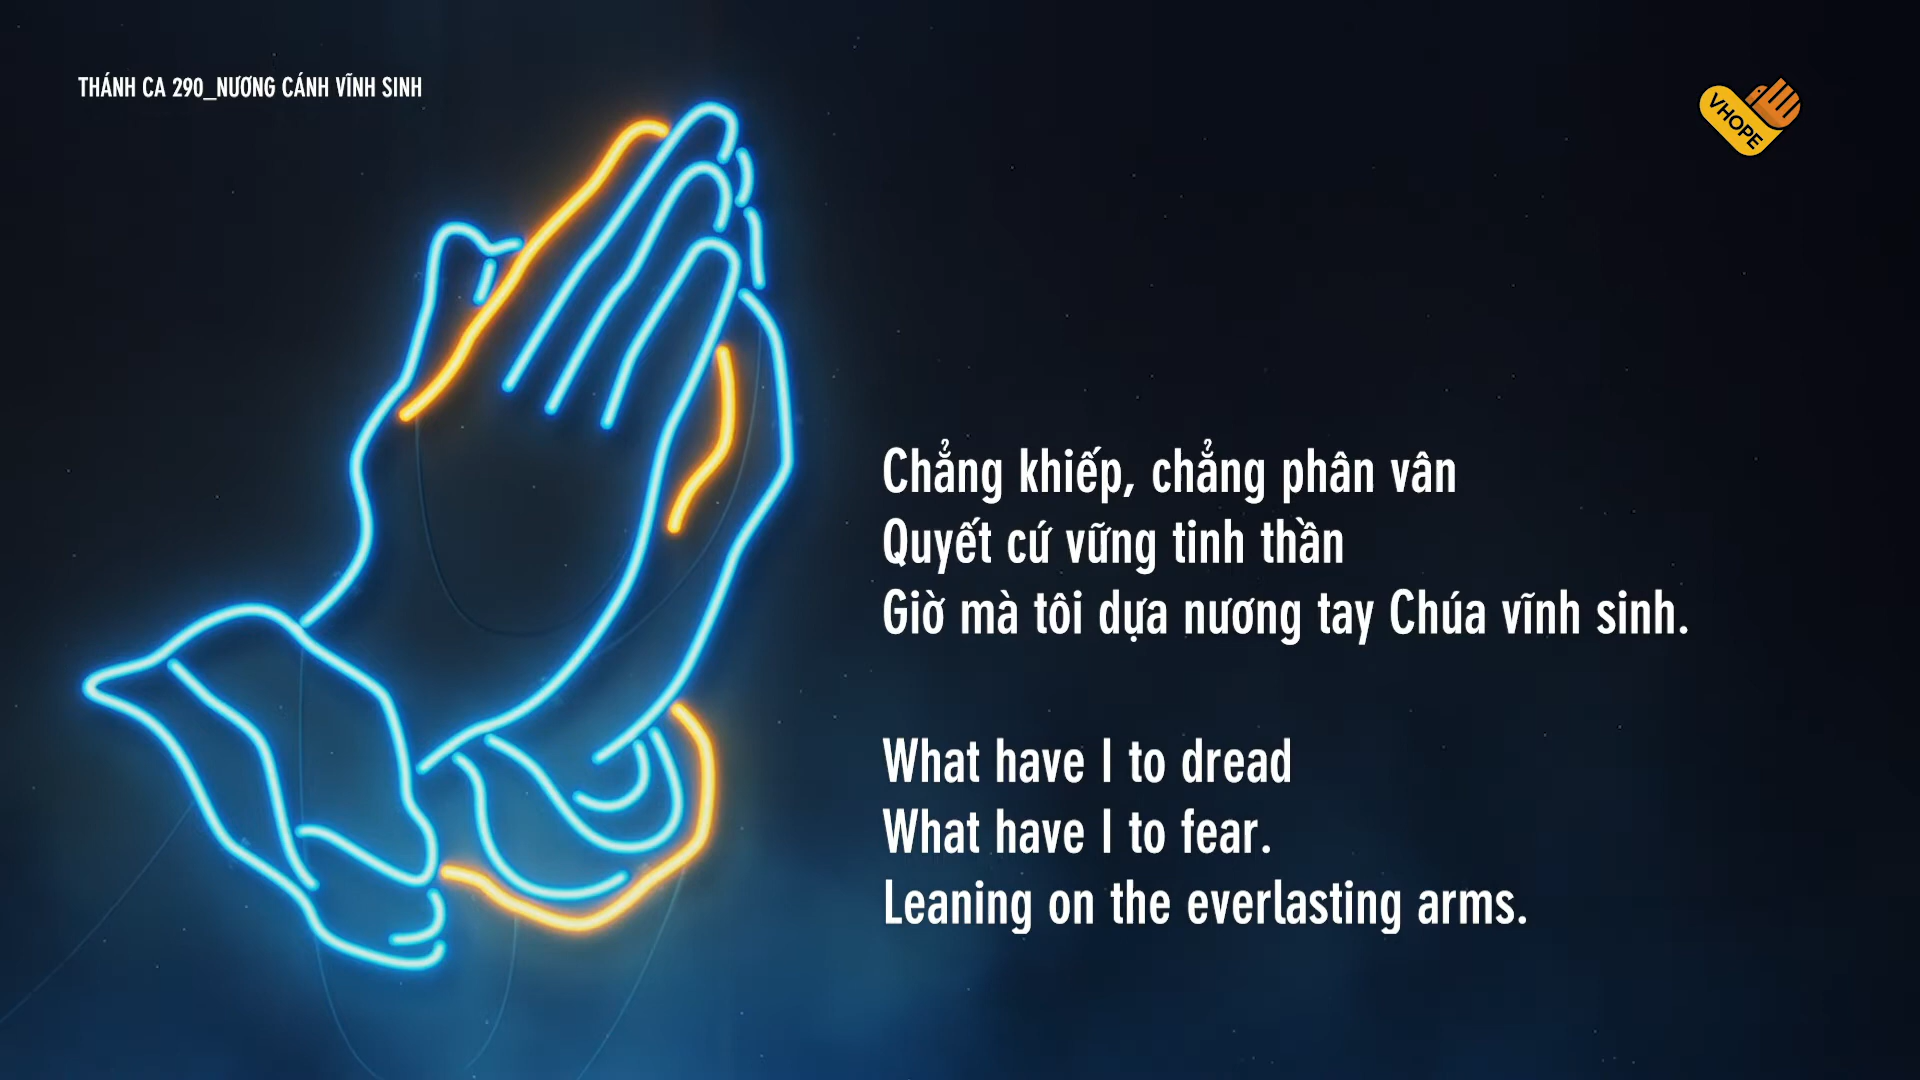 THÁNH CA 290_NƯƠNG CÁNH VĨNH SINH
VHOPE
Chẳng khiếp, chẳng phân vân
Quyết cứ vững tinh thần
Giờ mà tôi dựa nương tay Chúa vĩnh sinh.
What have I to dread
What have I to fear.
Leaning on the everlasting arms.